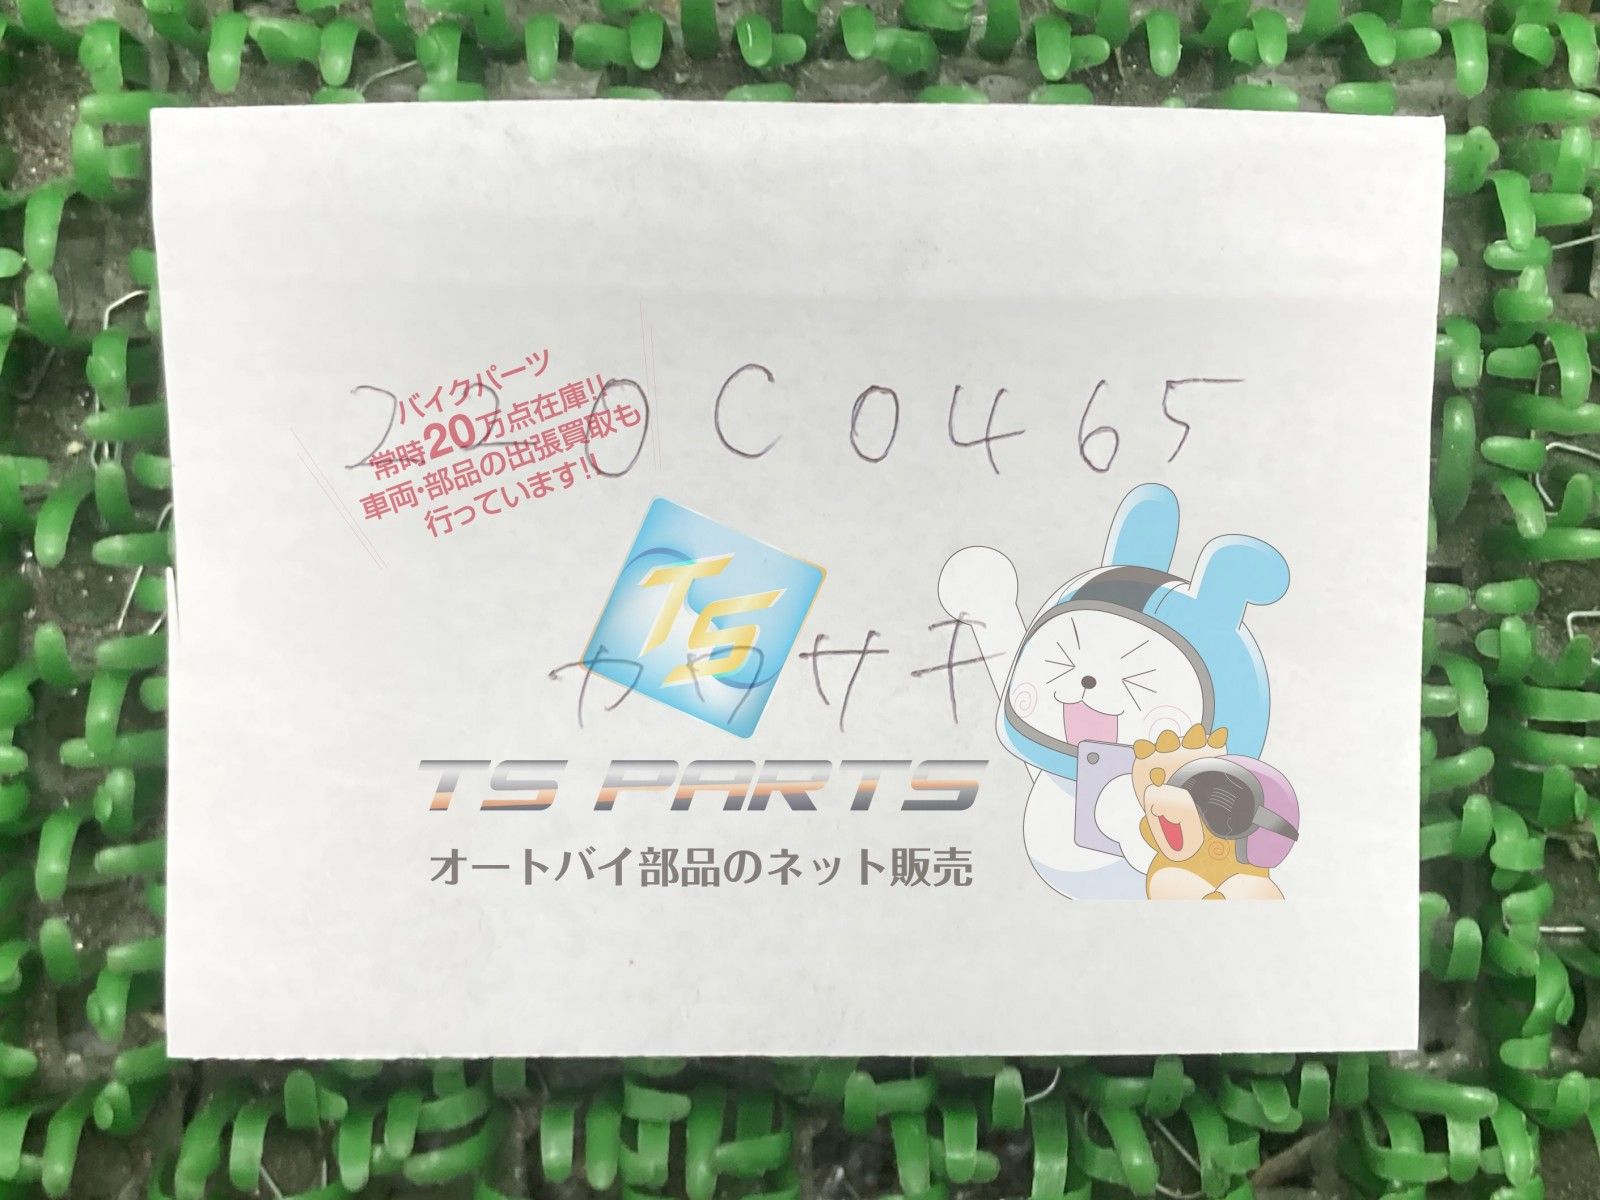 220C0465
バイクパーツ
常時20万点在庫!!
車両・部品の出張買取も
行っています!!
TS
カワサキ
TS PARTS
オートバイ部品のネット販売